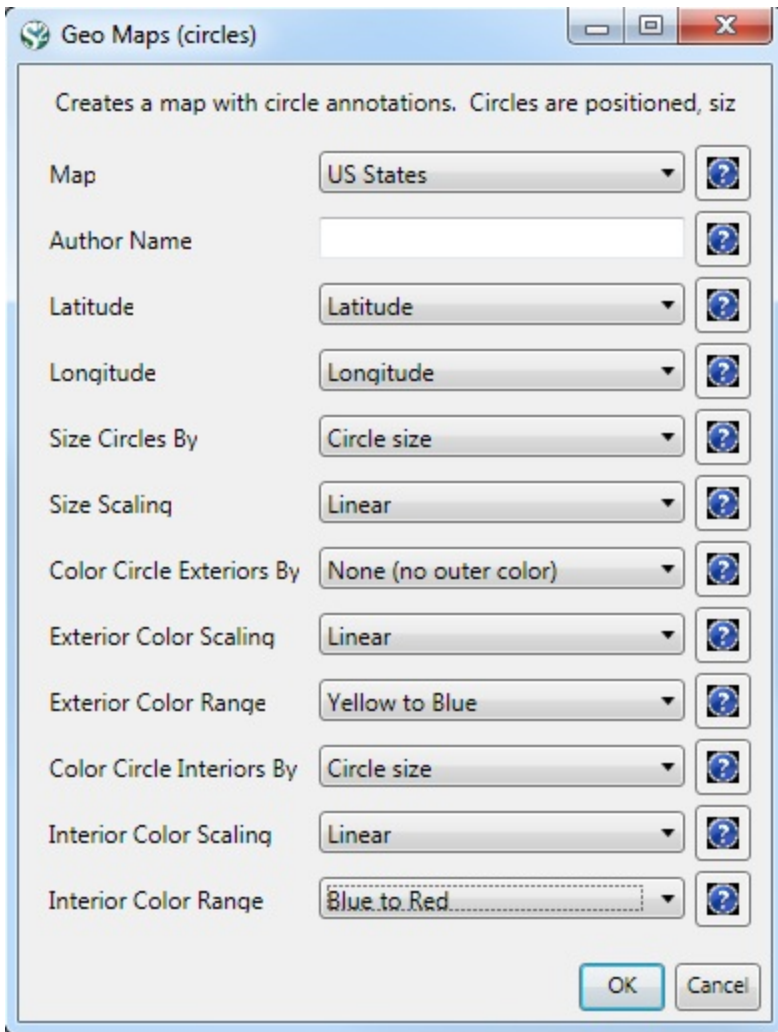 Geo Maps (circles)
Creates a map with circle annotations. Circles are positioned, siz
Map US States
Author Name
Latitude Latitude
Longitude Longitude
Size Circles By Circle size
Size Scaling Linear
Color Circle Exteriors By None (no outer color)
Exterior Color Scaling Linear
Exterior Color Range Yellow to Blue
Color Circle Interiors By Circle size
Interior Color Scaling Linear
Interior Color Range Blue to Red
OK Cancel